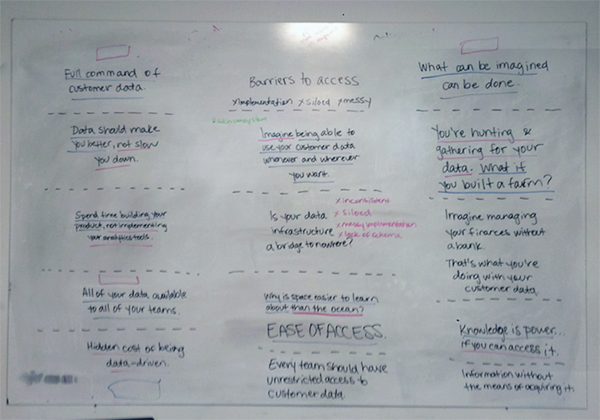 Full command of
customer data.
Data should make
you better, not slow
you down.
Spend time building your
product, not implementing
your analytics tools.
All of your data available
to all of your teams.
Hidden cost of being
data-driven.
Barriers to access
x implementation x siloed x messy
Imagine being able to
use your customer data
whenever and wherever
you want.
Is your data
infrastructure
a bridge to nowhere?
x inconsistent
x siloed
x messy implementation
x lack of schema
Why is space easier to learn
about than the ocean?
EASE OF ACCESS.
Every team should have
unrestricted access to
customer data.
What can be imagined
can be done.
You're hunting &
gathering for your
data. What if
you built a farm?
Imagine managing
your finances without
a bank.
That's what you're
doing with your
customer data.
Knowledge is power...
if you can access it.
Information without
the means of acquiring it.